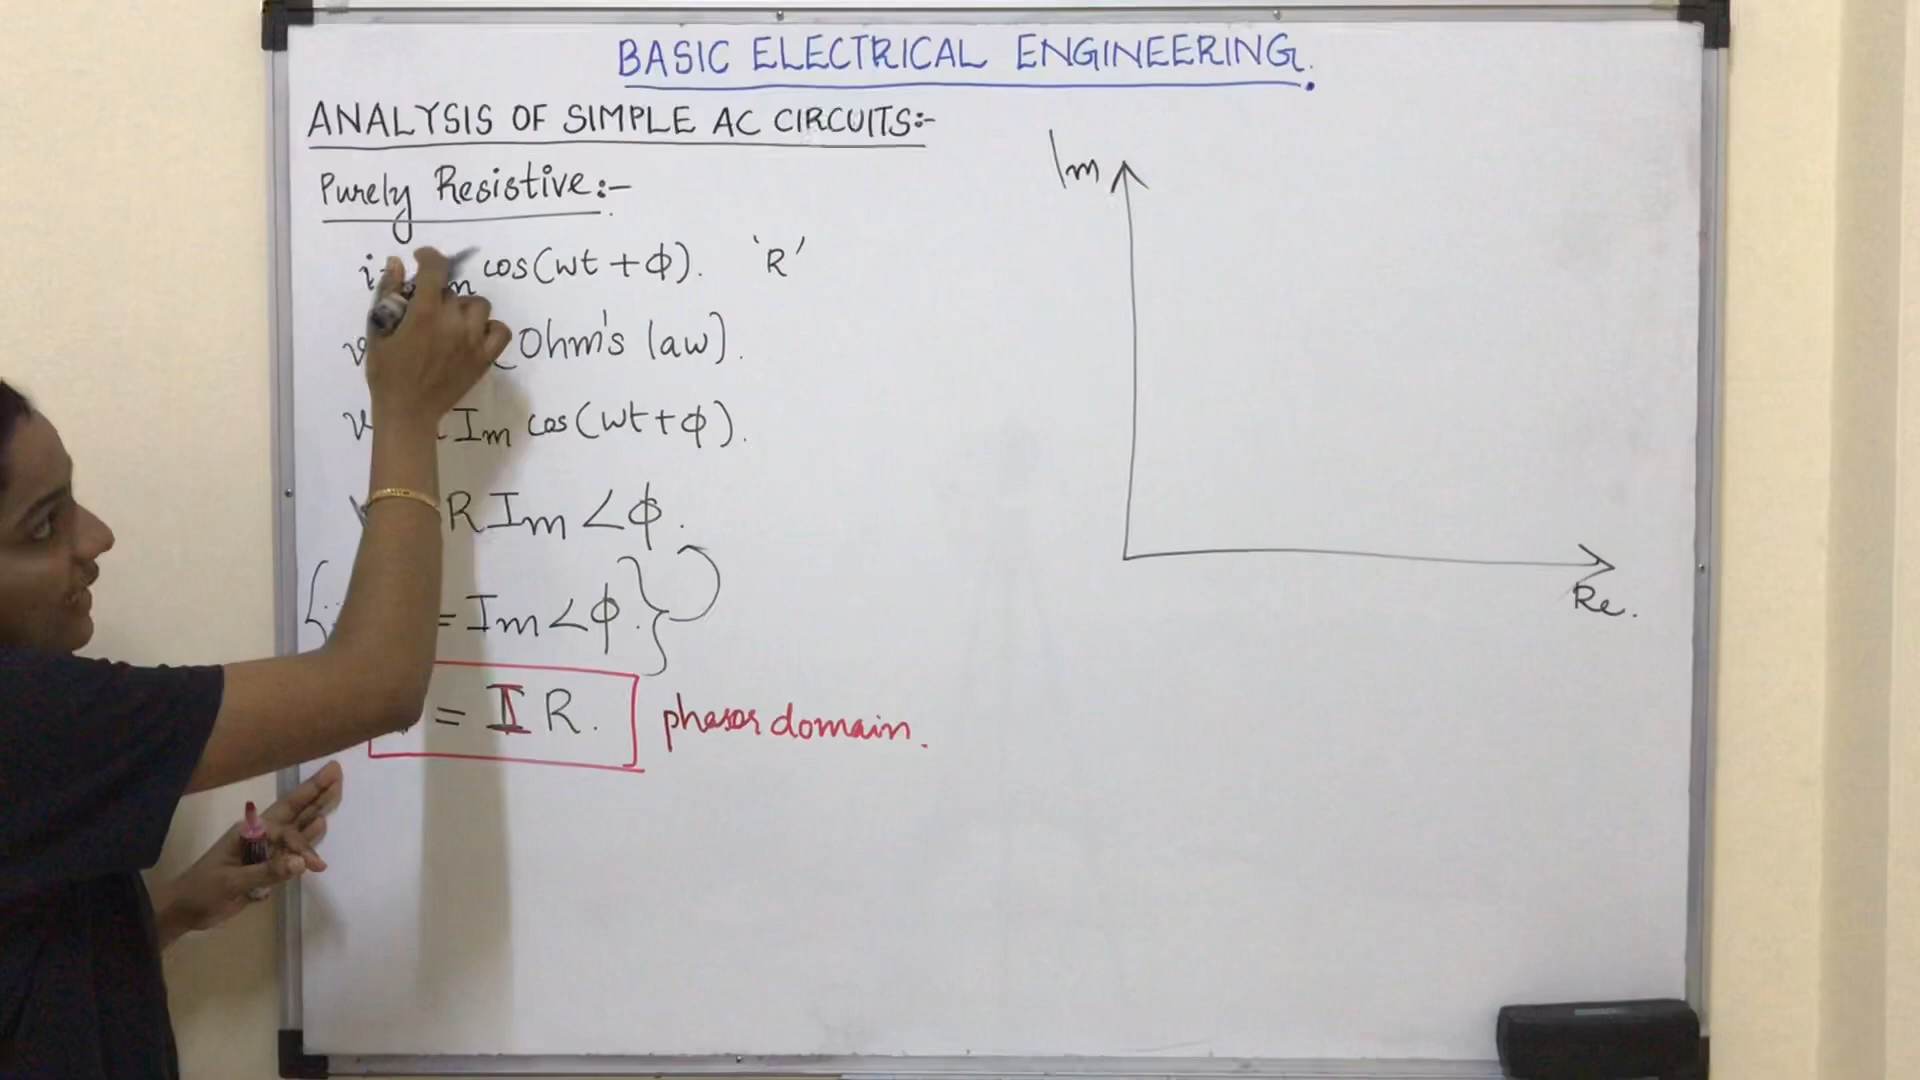 BASIC ELECTRICAL ENGINEERING.
ANALYSIS OF SIMPLE AC CIRCUITS:-
Purely Resistive:-
i m cos(wt + ϕ). 'R'
v (Ohm's law).
v Im cos(wt + ϕ).
R Im ∠ϕ.
{ = Im ∠ϕ. }
= I R. phasor domain.
Im
Re.